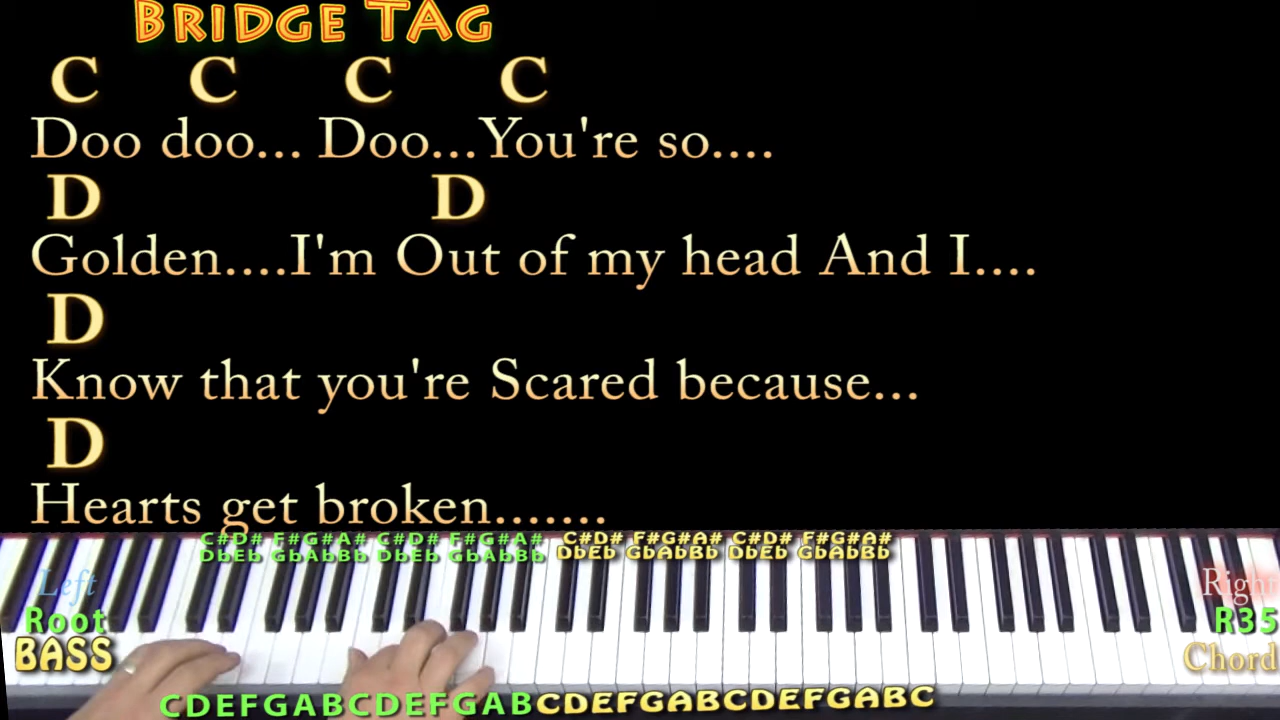 BRIDGE TAG
C C C C
Doo doo... Doo...You're so....
D D
Golden....I'm Out of my head And I....
D
Know that you're Scared because...
D
Hearts get broken.......
C#D# F#G#A# C#D# F#G#A# C#D# F#G#A# C#D# F#G#A#
DbEb GbAbBb DbEb GbAbBb DbEb GbAbBb DbEb GbAbBb
Left
Root
BASS
Right
R35
Chord
CDEFGABCDEFGABCDEFGABCDEFGABC